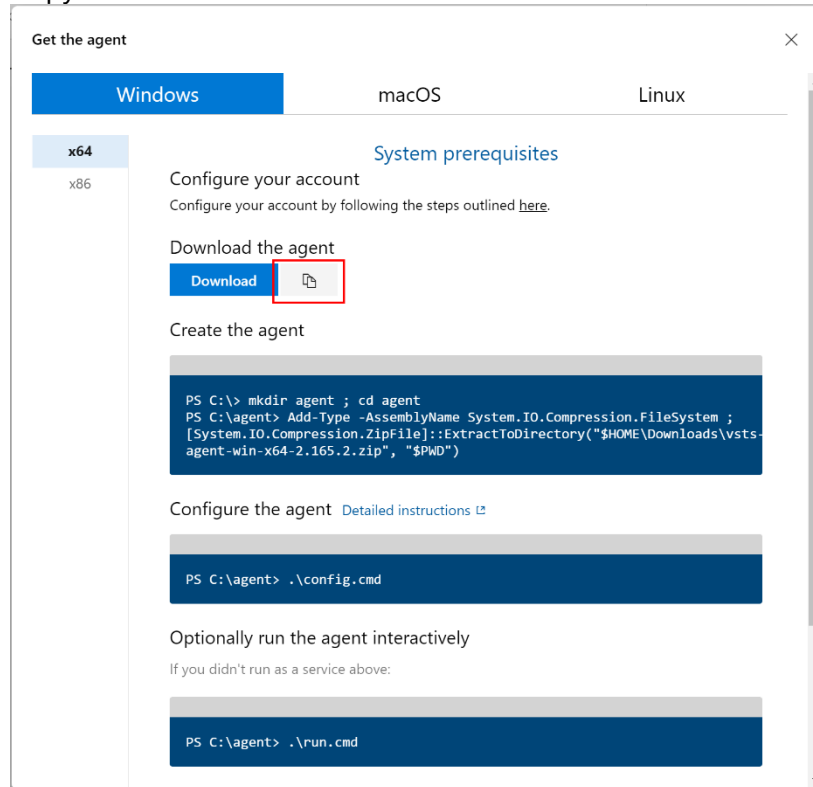 py
Get the agent
Windows macOS Linux
x64
x86
System prerequisites
Configure your account
Configure your account by following the steps outlined here.
Download the agent
Download
Create the agent
PS C:\> mkdir agent ; cd agent
PS C:\agent> Add-Type -AssemblyName System.IO.Compression.FileSystem ;
[System.IO.Compression.ZipFile]::ExtractToDirectory("$HOME\Downloads\vsts-
agent-win-x64-2.165.2.zip", "$PWD")
Configure the agent Detailed instructions
PS C:\agent> .\config.cmd
Optionally run the agent interactively
If you didn't run as a service above:
PS C:\agent> .\run.cmd